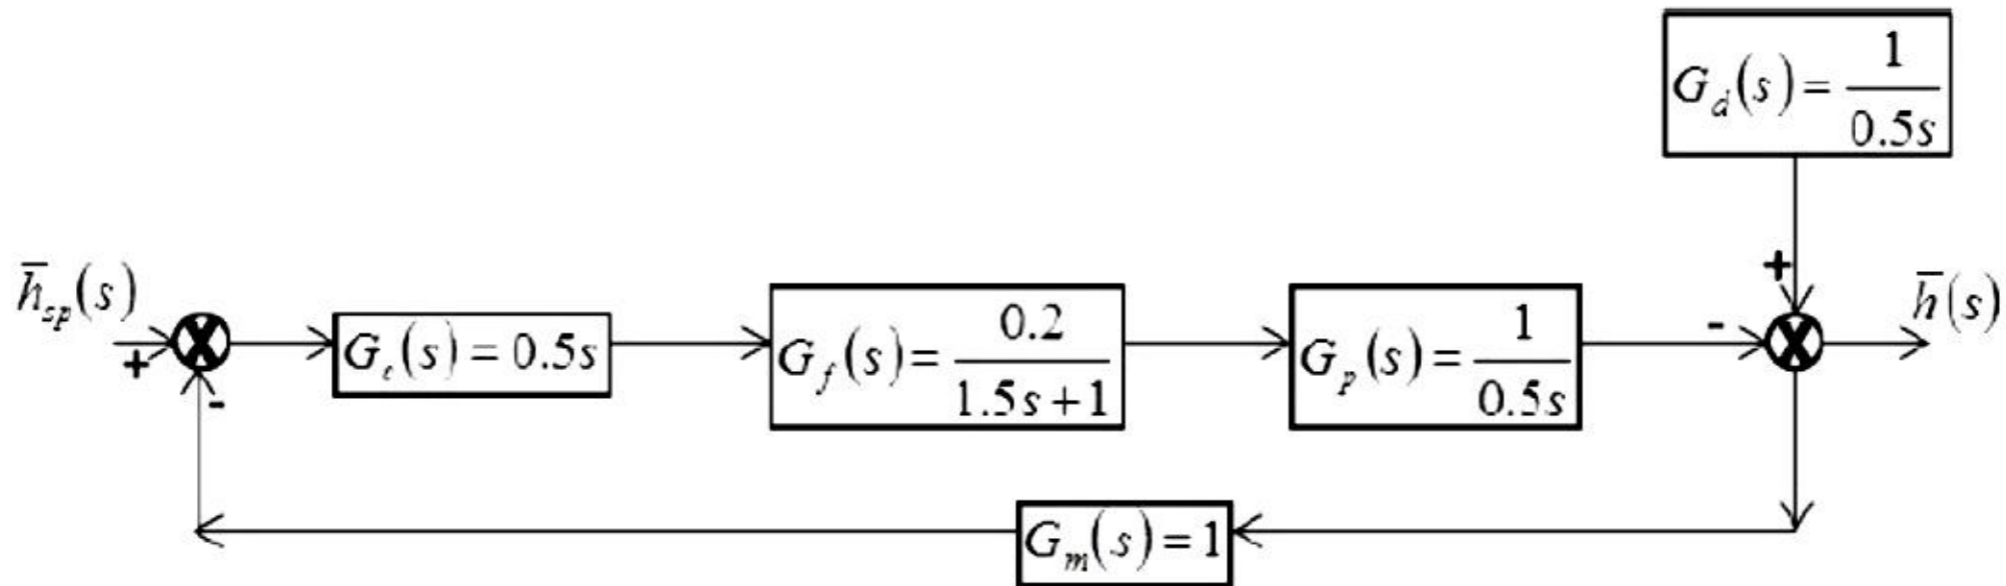 G_d(s) = 1/0.5s
+
h̄_sp(s)
+
-
G_c(s) = 0.5s
G_f(s) = 0.2/1.5s+1
G_p(s) = 1/0.5s
-
h̄(s)
G_m(s) = 1